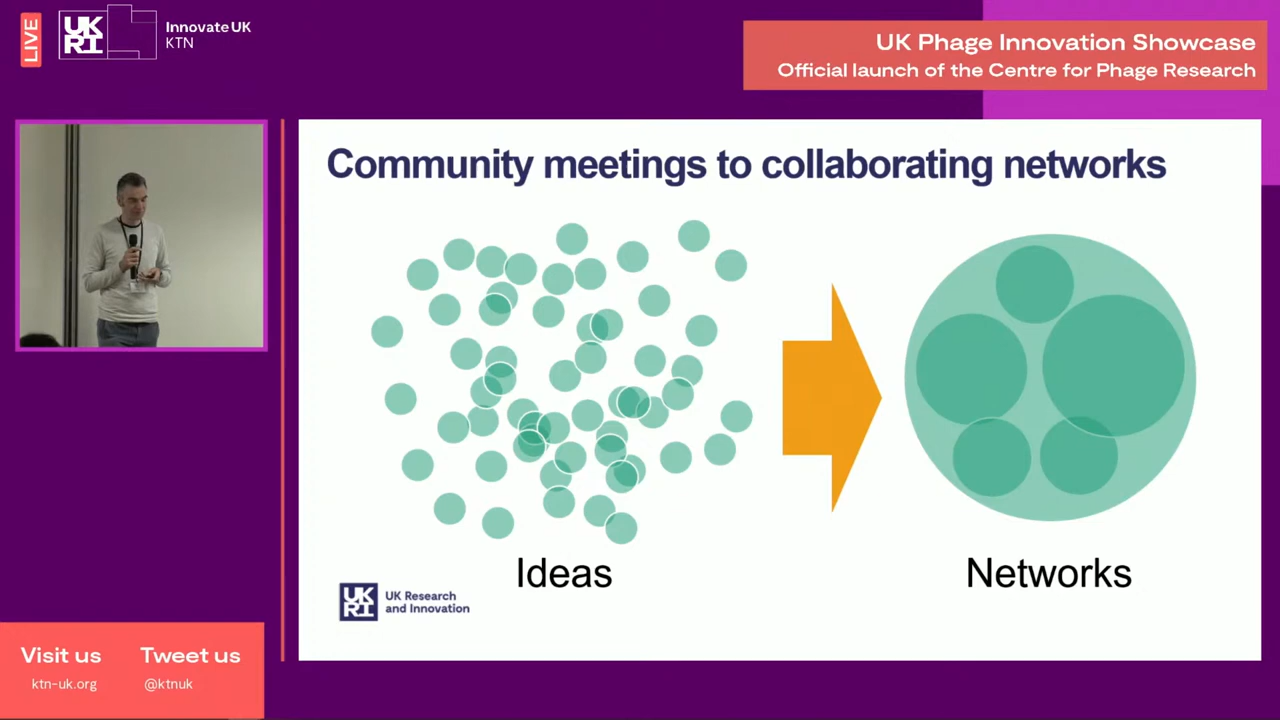 LIVE
UK
RI
Innovate UK
KTN
UK Phage Innovation Showcase
Official launch of the Centre for Phage Research
Community meetings to collaborating networks
Ideas
Networks
UK
RI
UK Research
and Innovation
Visit us
Tweet us
ktn-uk.org
@ktnuk